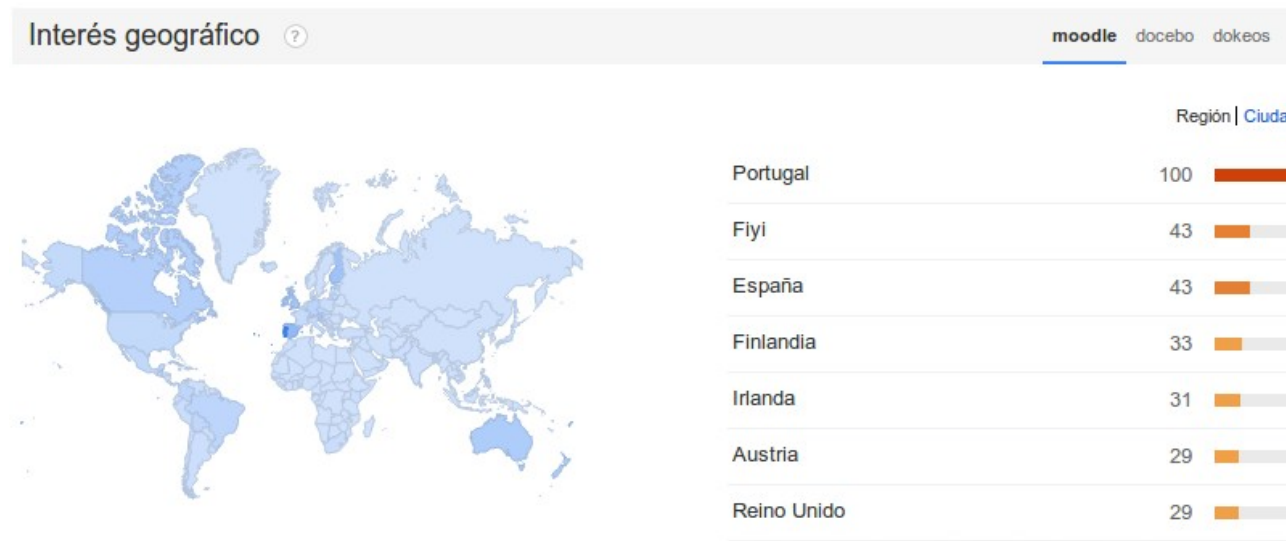 Interés geográfico ? moodle docebo dokeos
Región | Ciuda
Portugal 100
Fiyi 43
España 43
Finlandia 33
Irlanda 31
Austria 29
Reino Unido 29